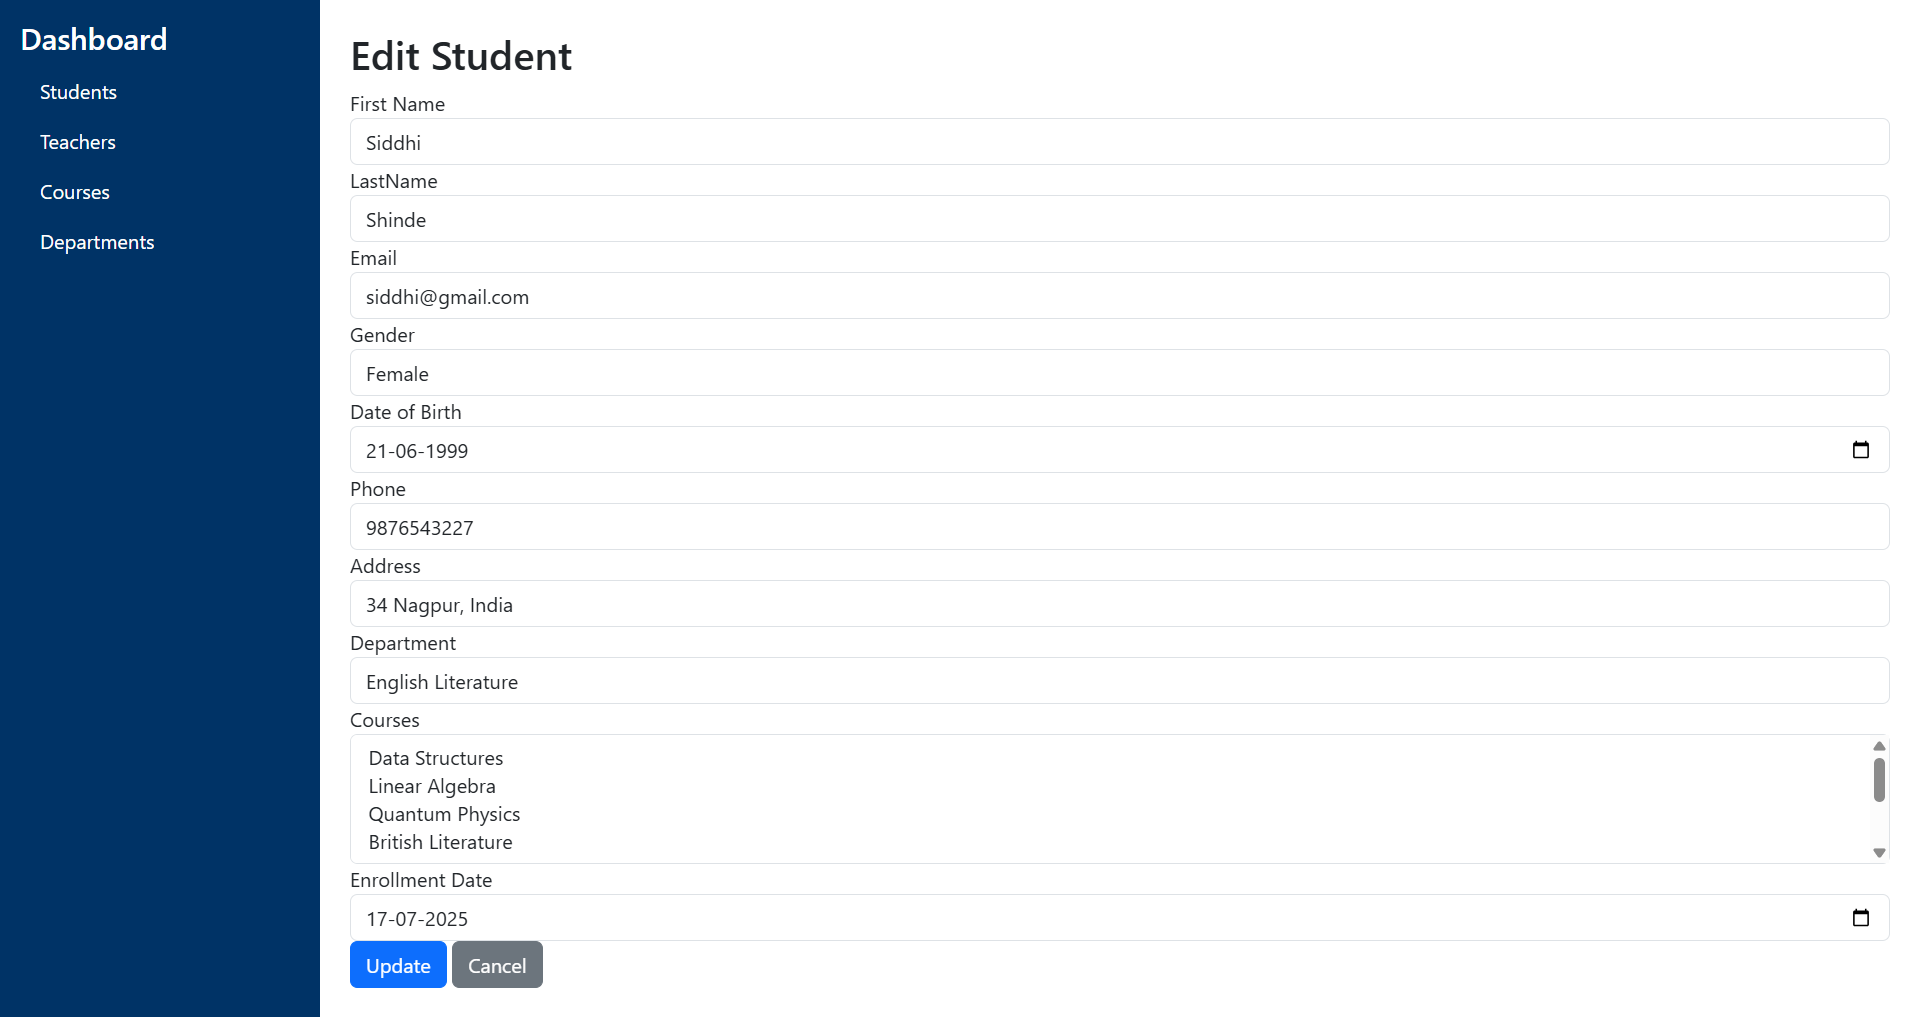 Dashboard
Students
Teachers
Courses
Departments
Edit Student
First Name
Siddhi
LastName
Shinde
Email
siddhi@gmail.com
Gender
Female
Date of Birth
21-06-1999
Phone
9876543227
Address
34 Nagpur, India
Department
English Literature
Courses
Data Structures
Linear Algebra
Quantum Physics
British Literature
Enrollment Date
17-07-2025
Update Cancel